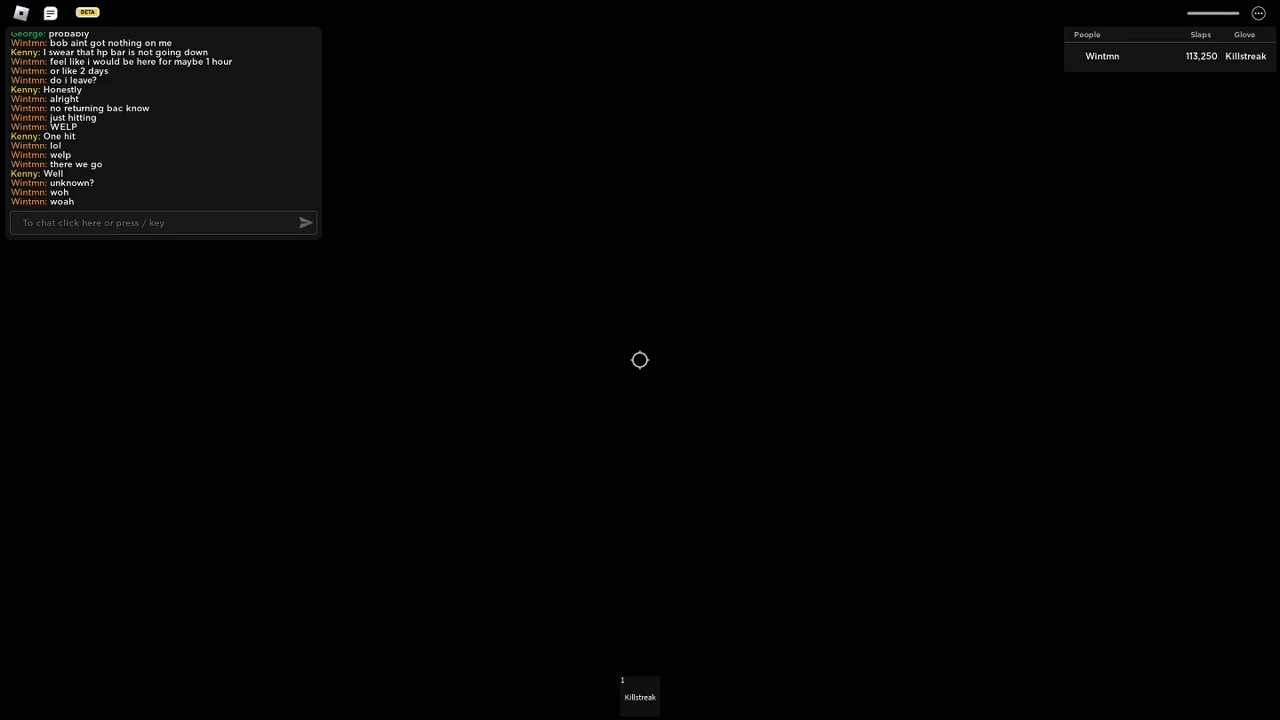 BETA
George: probably
Wintmn: bob aint got nothing on me
Kenny: I swear that hp bar is not going down
Wintmn: feel like i would be here for maybe 1 hour
Wintmn: or like 2 days
Wintmn: do i leave?
Kenny: Honestly
Wintmn: alright
Wintmn: no returning bac know
Wintmn: just hitting
Wintmn: WELP
Kenny: One hit
Wintmn: lol
Wintmn: welp
Wintmn: there we go
Kenny: Well
Wintmn: unknown?
Wintmn: woh
Wintmn: woah
To chat click here or press / key
People Slaps Glove
Wintmn 113,250 Killstreak
1
Killstreak